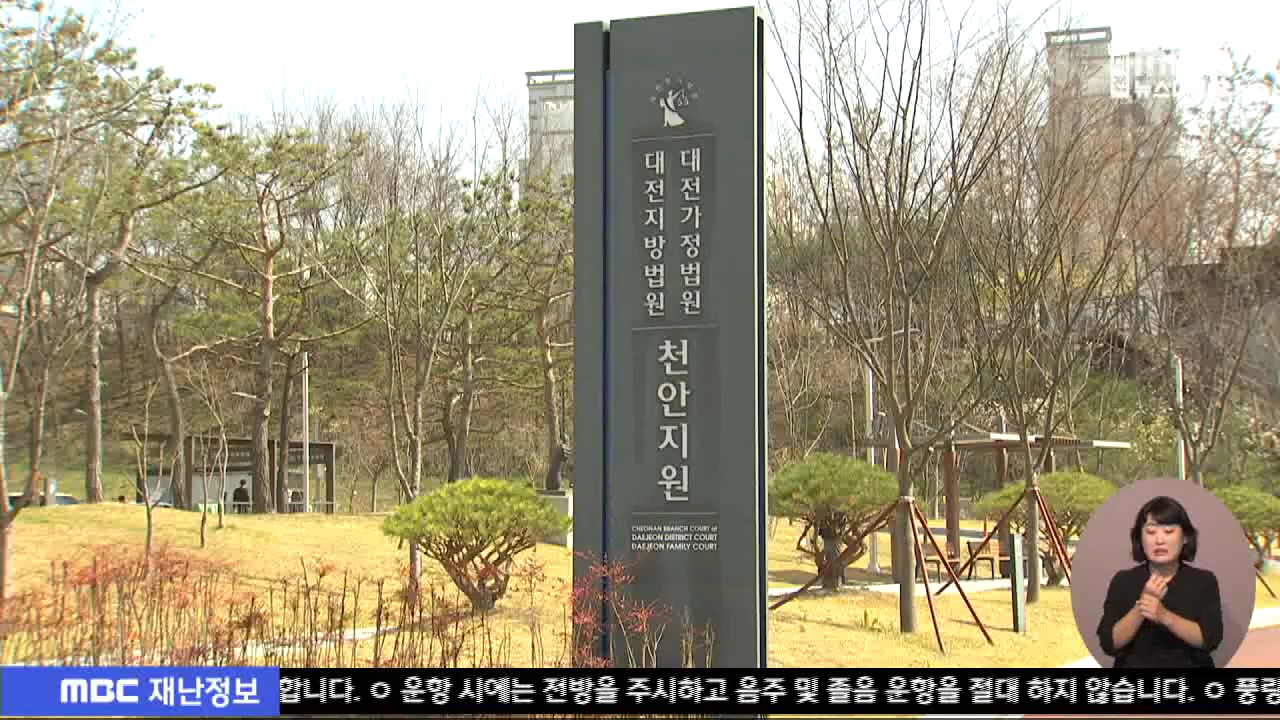 대전지방법원
대전가정법원
천안지원
CHEONAN BRANCH COURT of
DAEJEON DISTRICT COURT
DAEJEON FAMILY COURT
MBC 재난정보
합니다. ㅇ 운항 시에는 전방을 주시하고 음주 및 졸음 운항을 절대 하지 않습니다. ㅇ 풍랑